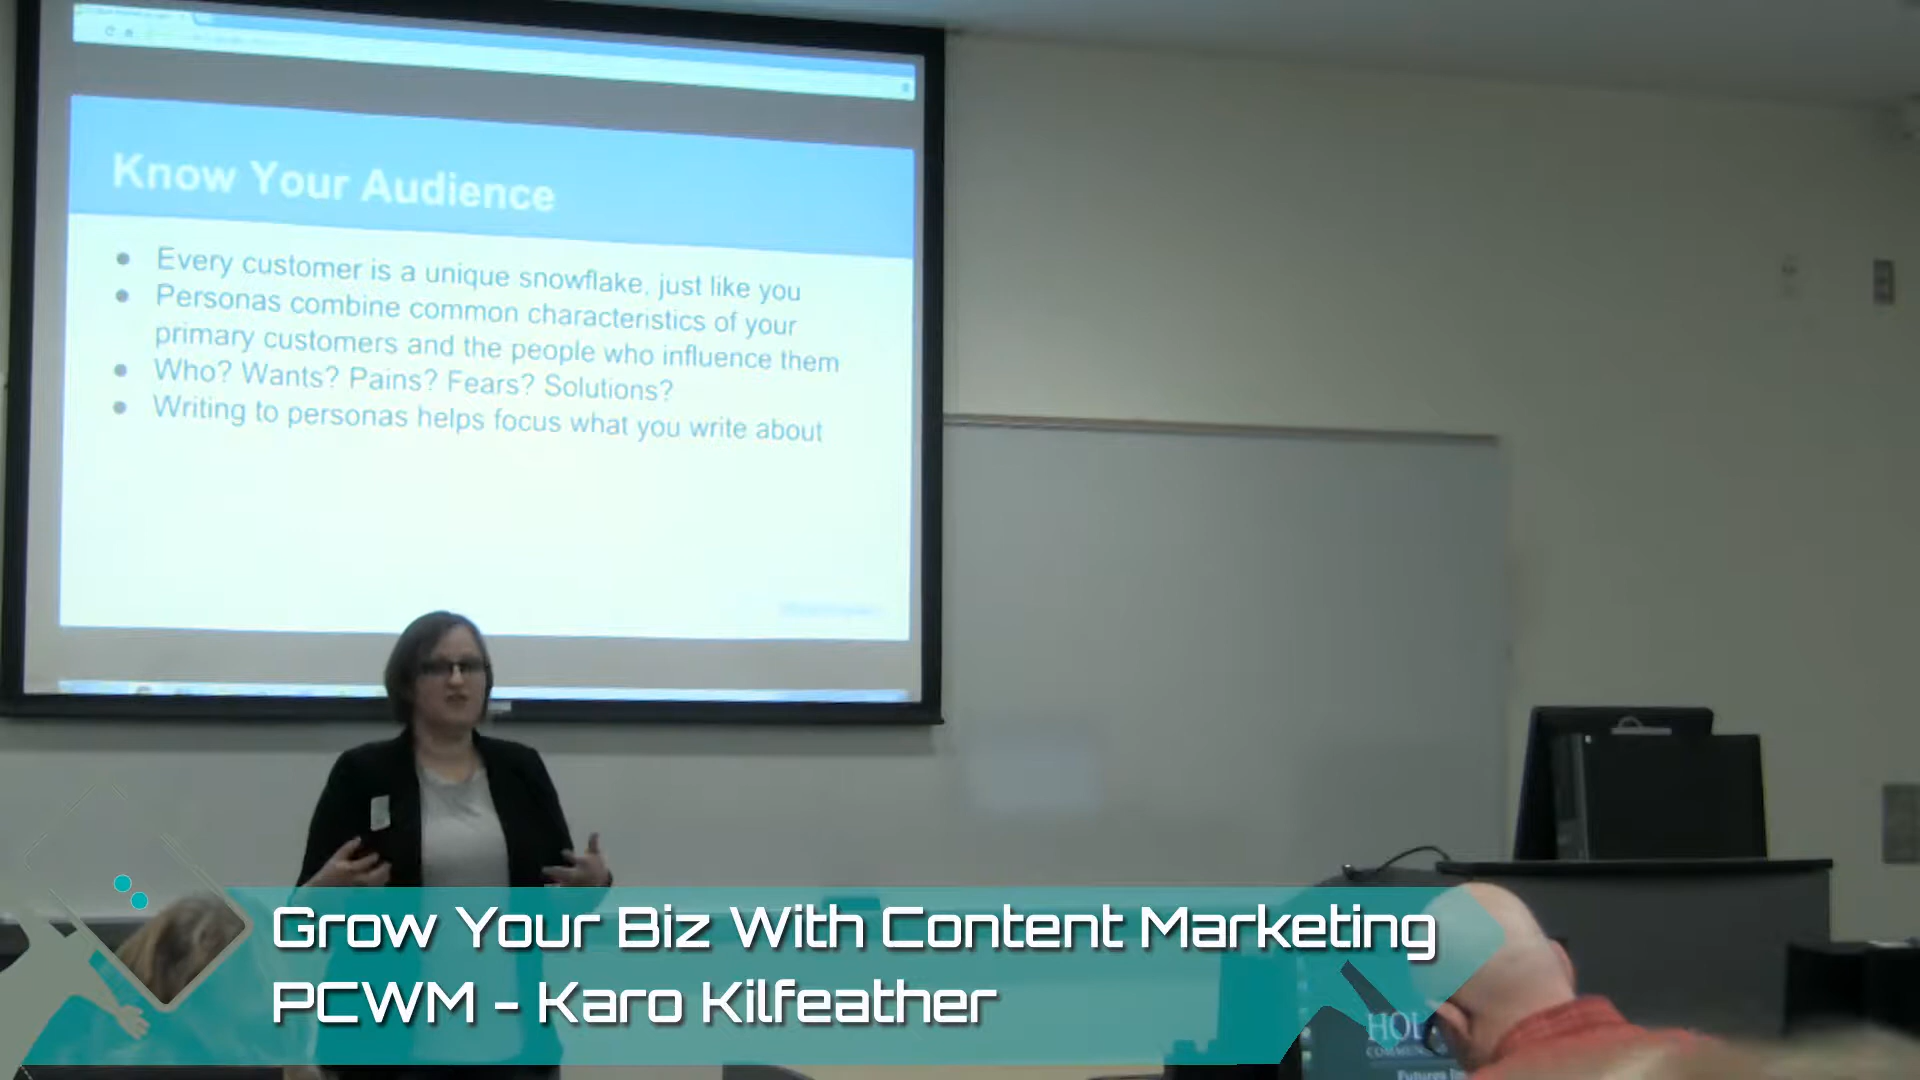 Know Your Audience
● Every customer is a unique snowflake, just like you
● Personas combine common characteristics of your
primary customers and the people who influence them
● Who? Wants? Pains? Fears? Solutions?
● Writing to personas helps focus what you write about
Grow Your Biz With Content Marketing
PCWM - Karo Kilfeather
HOL